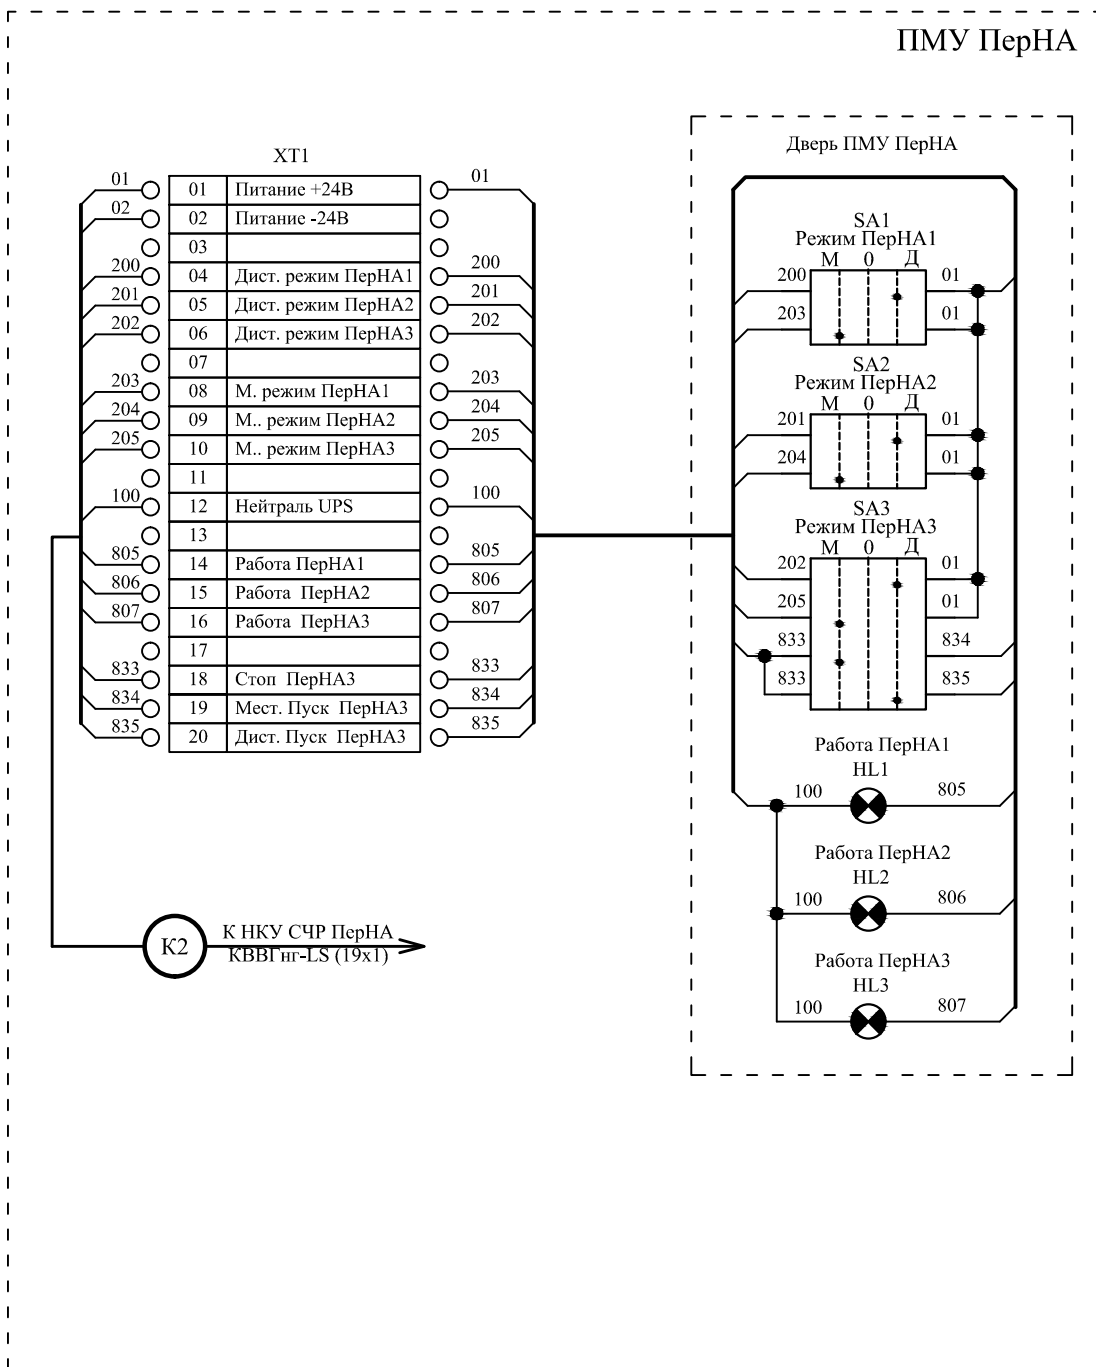 ПМУ ПерНА
Дверь ПМУ ПерНА
XT1
01 01 Питание +24В 01
02 02 Питание -24В
03
200 04 Дист. режим ПерНА1 200
201 05 Дист. режим ПерНА2 201
202 06 Дист. режим ПерНА3 202
07
203 08 М. режим ПерНА1 203
204 09 М.. режим ПерНА2 204
205 10 М.. режим ПерНА3 205
11
100 12 Нейтраль UPS 100
13
805 14 Работа ПерНА1 805
806 15 Работа ПерНА2 806
807 16 Работа ПерНА3 807
17
833 18 Стоп ПерНА3 833
834 19 Мест. Пуск ПерНА3 834
835 20 Дист. Пуск ПерНА3 835
SA1
Режим ПерНА1
М 0 Д
200 01
203 01
SA2
Режим ПерНА2
М 0 Д
201 01
204 01
SA3
Режим ПерНА3
М 0 Д
202 01
205 01
833 834
833 835
Работа ПерНА1
HL1
100 805
Работа ПерНА2
HL2
100 806
Работа ПерНА3
HL3
100 807
К2
К НКУ СЧР ПерНА
КВВГнг-LS (19х1)